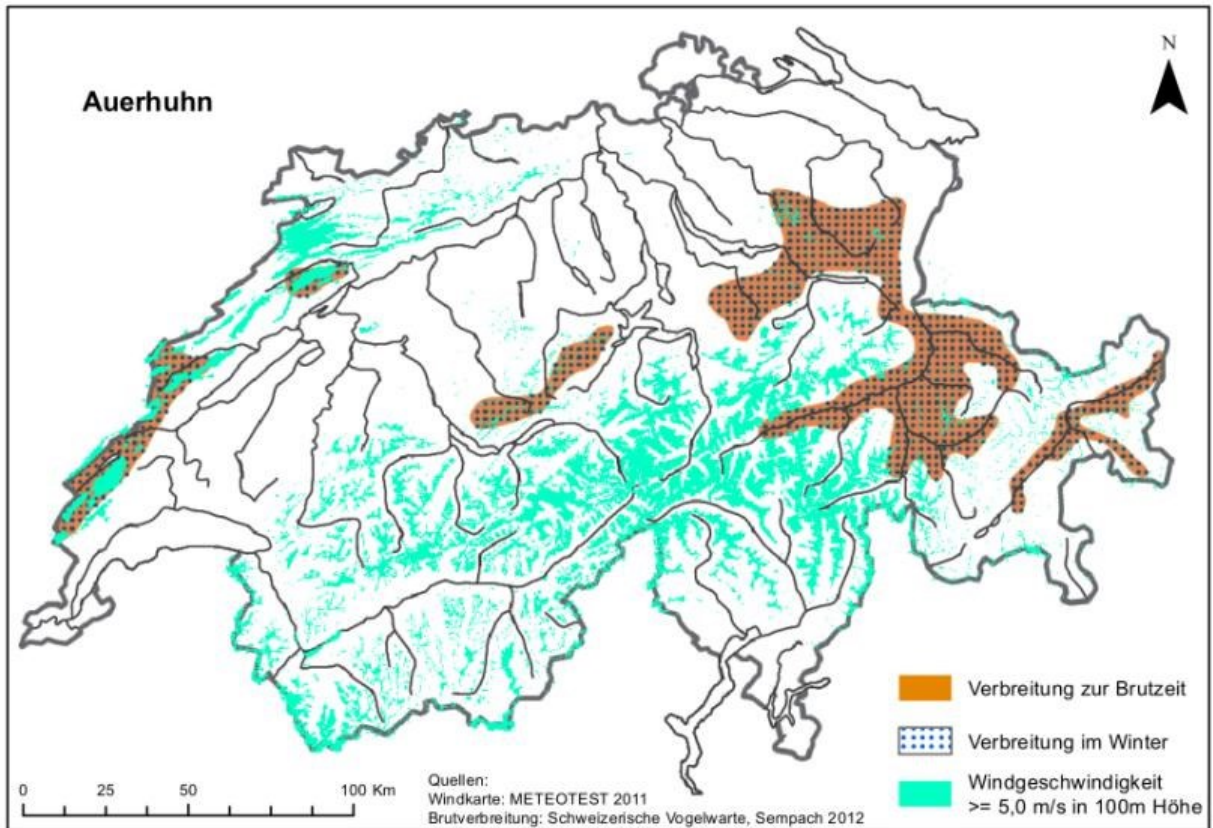 Auerhuhn
N
Verbreitung zur Brutzeit
Verbreitung im Winter
Windgeschwindigkeit
>= 5,0 m/s in 100m Höhe
0 25 50 100 Km
Quellen:
Windkarte: METEOTEST 2011
Brutverbreitung: Schweizerische Vogelwarte, Sempach 2012